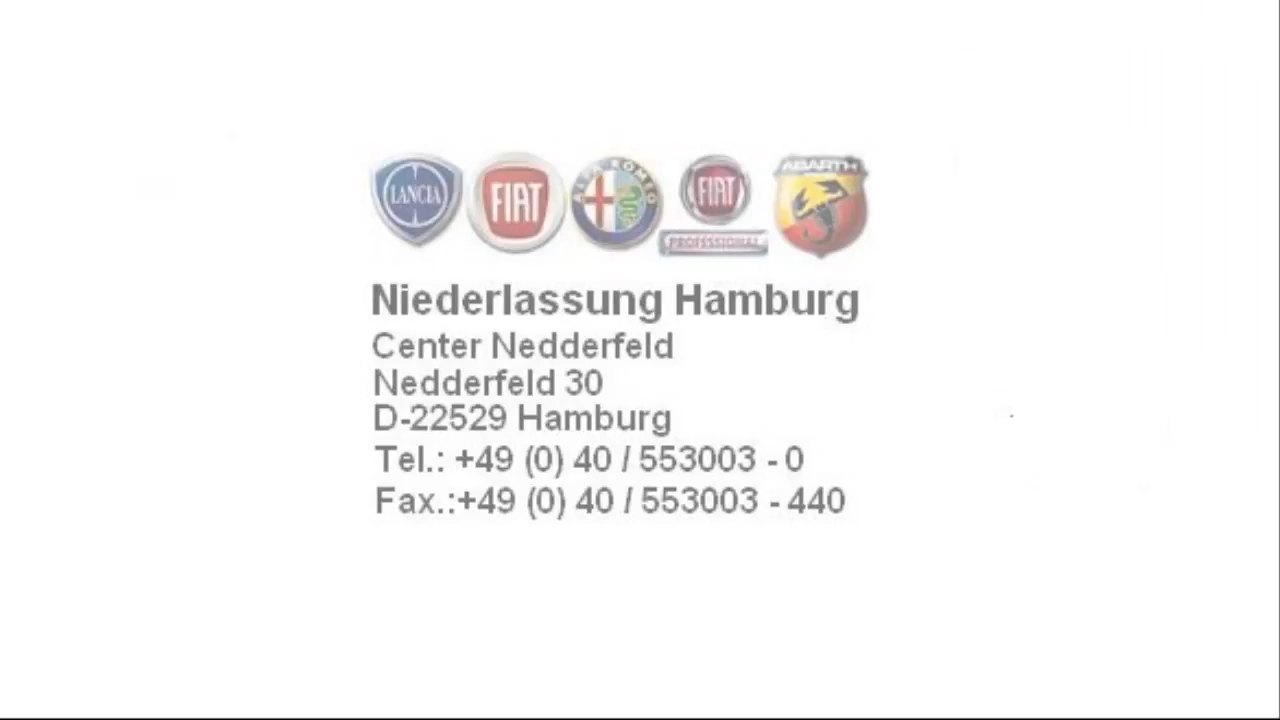 LANCIA FIAT ALFA ROMEO FIAT ABARTH
PROFESSIONAL
Niederlassung Hamburg
Center Nedderfeld
Nedderfeld 30
D-22529 Hamburg
Tel.: +49 (0) 40 / 553003 - 0
Fax.:+49 (0) 40 / 553003 - 440